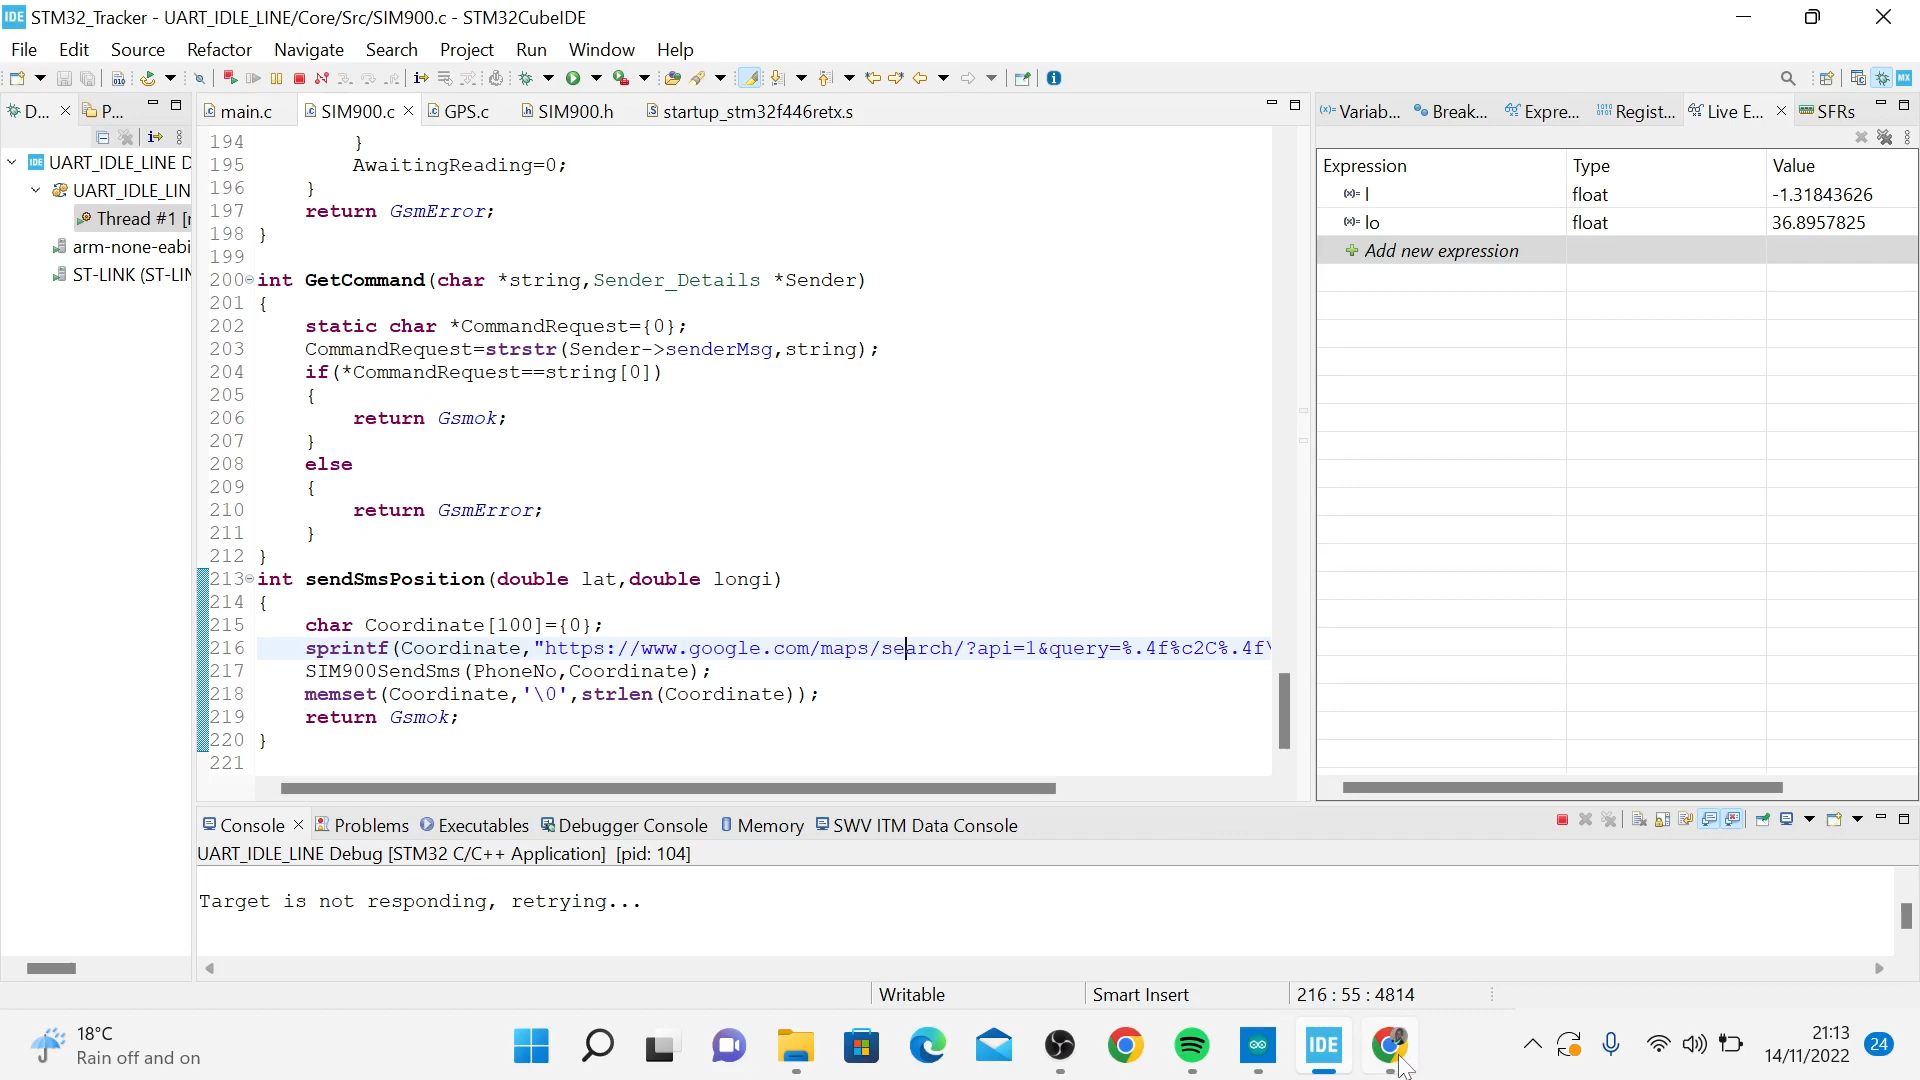 IDE STM32_Tracker - UART_IDLE_LINE/Core/Src/SIM900.c - STM32CubeIDE
File Edit Source Refactor Navigate Search Project Run Window Help
D... P... main.c SIM900.c GPS.c SIM900.h startup_stm32f446retx.s
(x)= Variab... Break... Expre... Regist... Live E... SFRs
UART_IDLE_LINE D
UART_IDLE_LIN
Thread #1 [r
arm-none-eabi
ST-LINK (ST-LIN
194 }
195 AwaitingReading=0;
196 }
197 return GsmError;
198 }
199
200 int GetCommand(char *string,Sender_Details *Sender)
201 {
202 static char *CommandRequest={0};
203 CommandRequest=strstr(Sender->senderMsg,string);
204 if(*CommandRequest==string[0])
205 {
206 return Gsmok;
207 }
208 else
209 {
210 return GsmError;
211 }
212 }
213 int sendSmsPosition(double lat,double longi)
214 {
215 char Coordinate[100]={0};
216 sprintf(Coordinate,"https://www.google.com/maps/search/?api=1&query=%.4f%c2C%.4f\
217 SIM900SendSms(PhoneNo,Coordinate);
218 memset(Coordinate,'\0',strlen(Coordinate));
219 return Gsmok;
220 }
221
Expression Type Value
(x)= l float -1.31843626
(x)= lo float 36.8957825
Add new expression
Console Problems Executables Debugger Console Memory SWV ITM Data Console
UART_IDLE_LINE Debug [STM32 C/C++ Application] [pid: 104]
Target is not responding, retrying...
Writable Smart Insert 216 : 55 : 4814
18°C
Rain off and on
IDE
21:13
14/11/2022
24